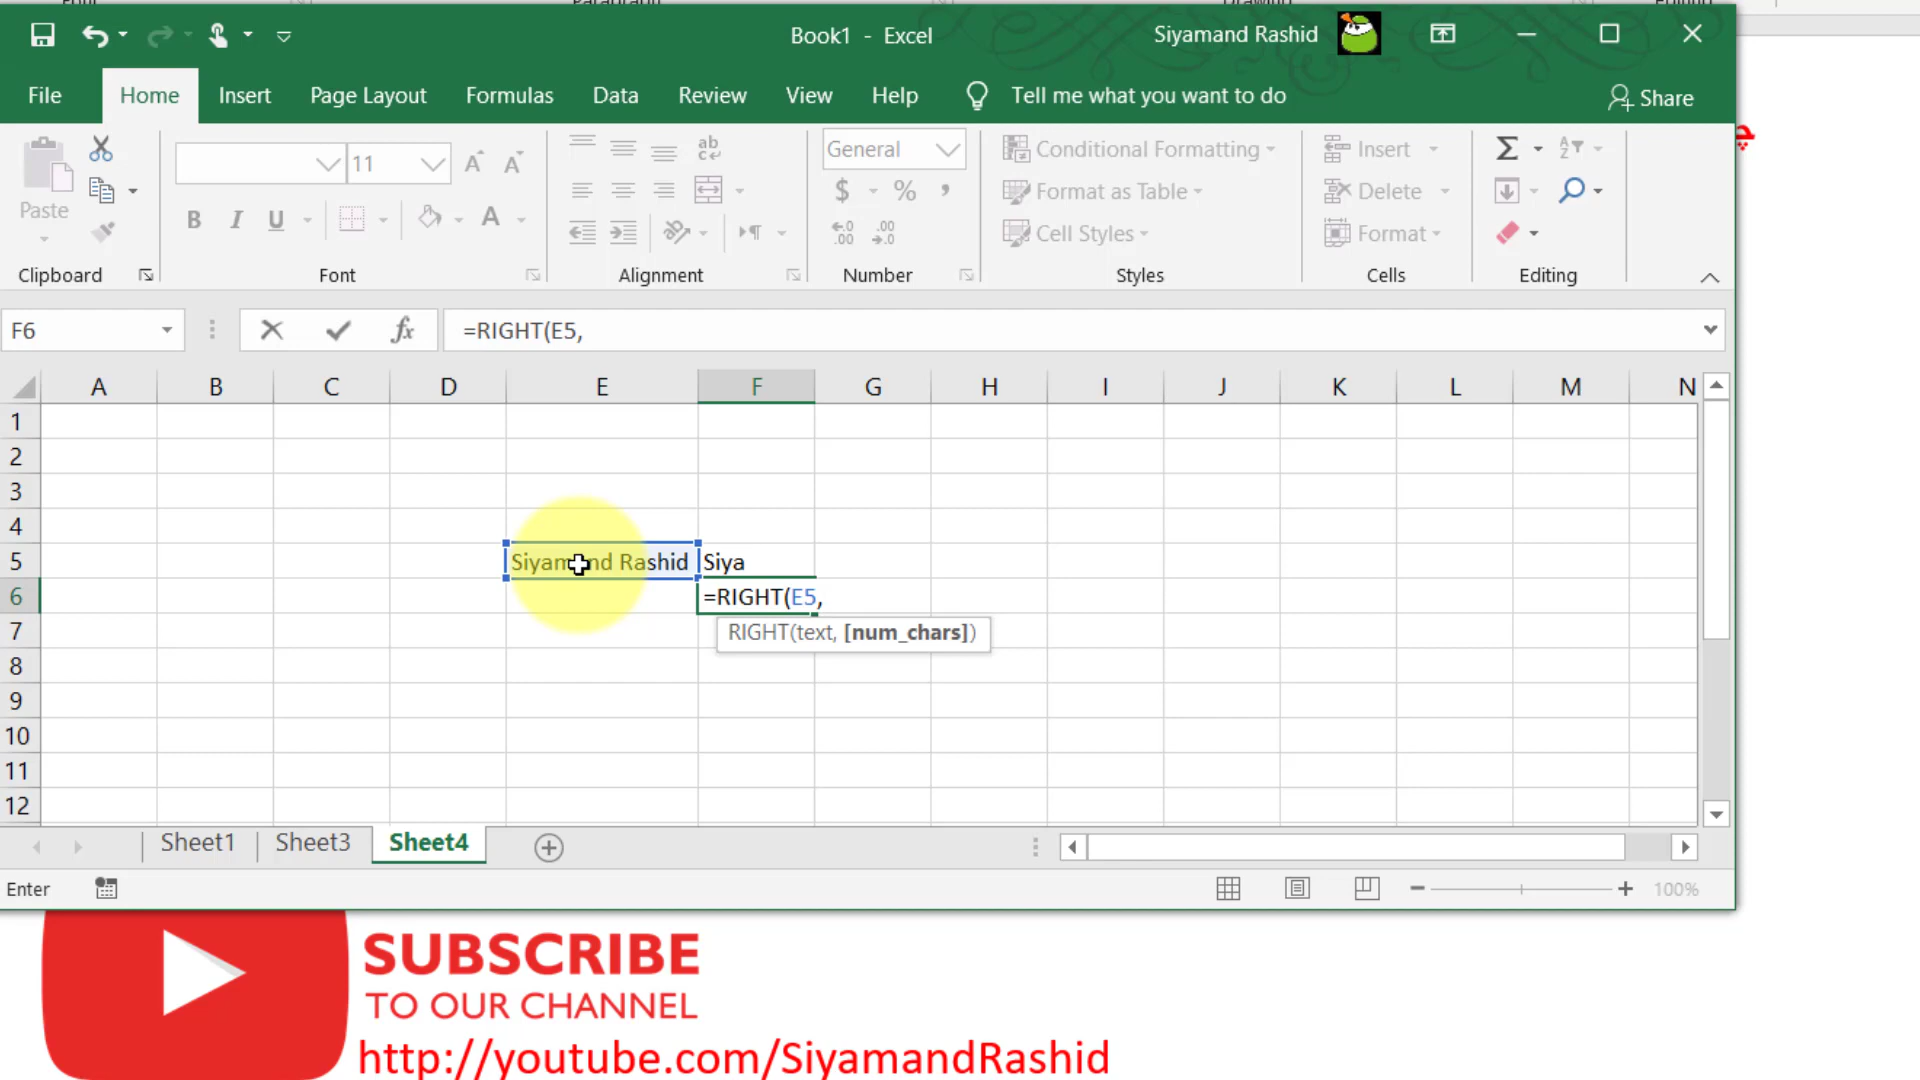 Book1 - Excel
Siyamand Rashid
File
Home
Insert
Page Layout
Formulas
Data
Review
View
Help
Tell me what you want to do
Share
Paste
11
General
Conditional Formatting
Format as Table
Cell Styles
Insert
Delete
Format
Clipboard
Font
Alignment
Number
Styles
Cells
Editing
F6
fx
=RIGHT(E5,
A B C D E F G H I J K L M N
1
2
3
4
5 Siyamand Rashid Siya
6 =RIGHT(E5,
7 RIGHT(text, [num_chars])
8
9
10
11
12
Sheet1
Sheet3
Sheet4
Enter
100%
SUBSCRIBE
TO OUR CHANNEL
http://youtube.com/SiyamandRashid